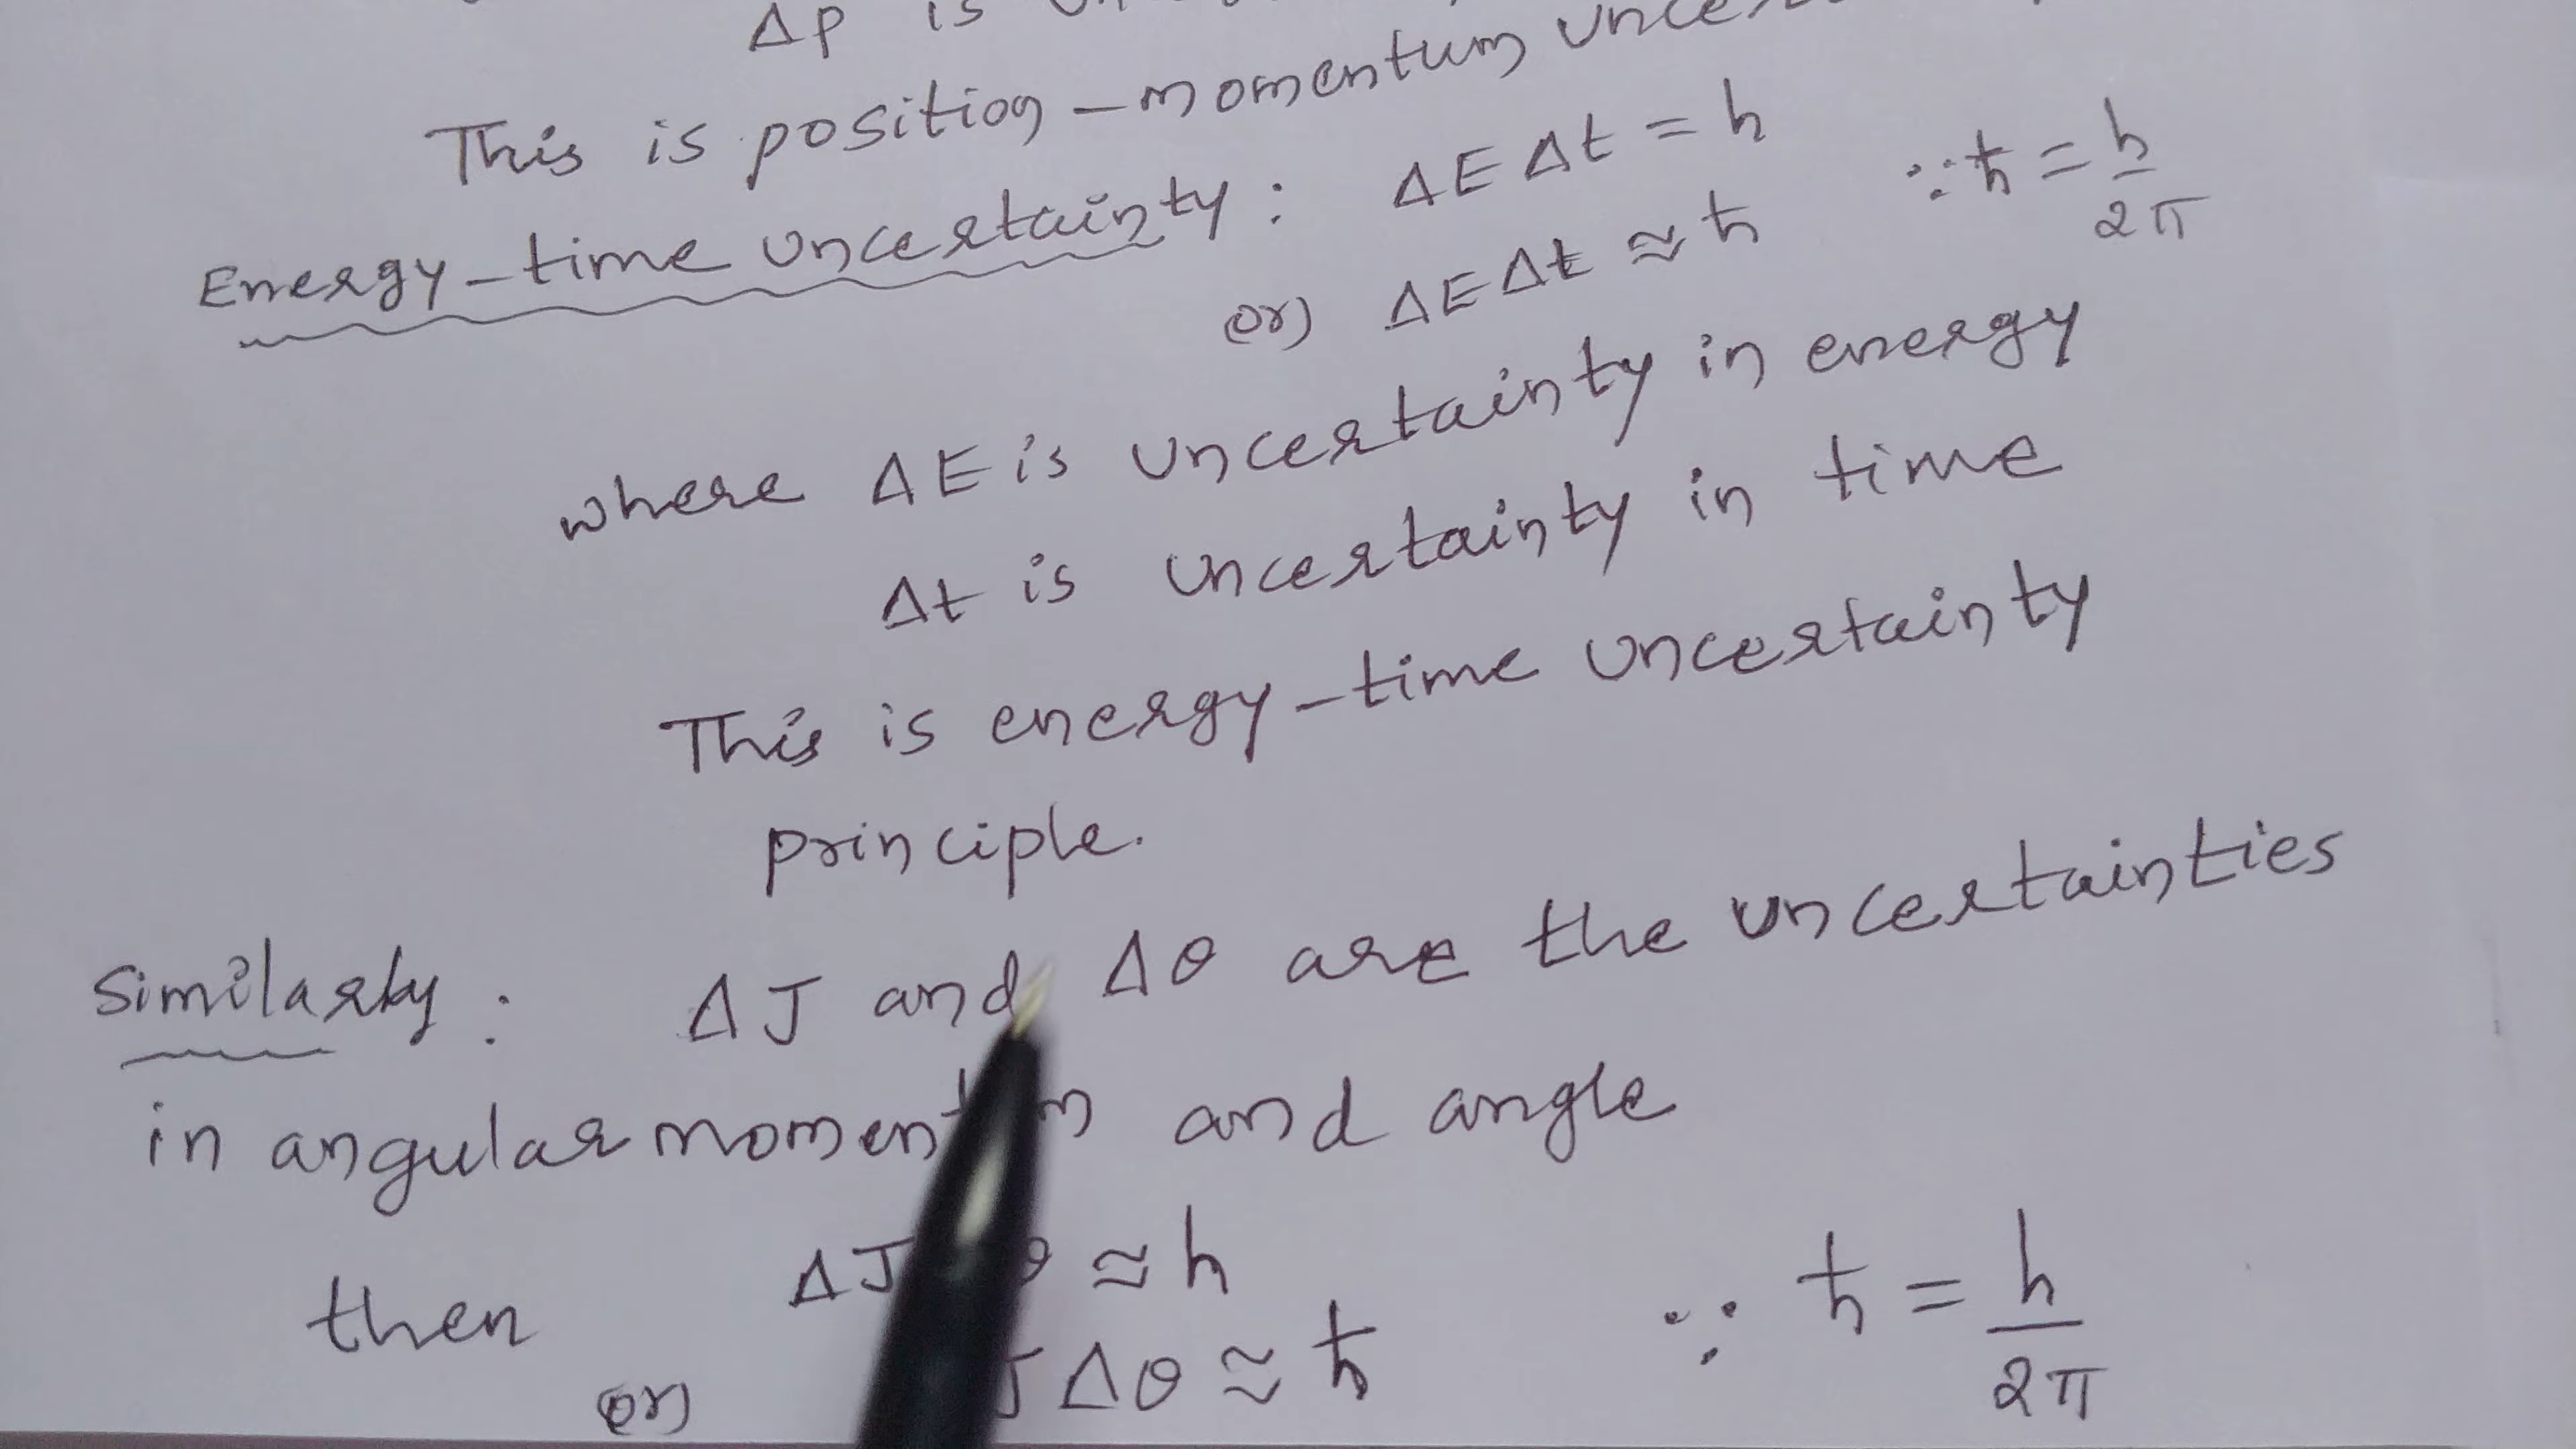 Δp is
This is position - momentum
Energy - time uncertainty : ΔE Δt = h ∵ ħ = h/2π
or) ΔE Δt ≈ ħ
where ΔE is uncertainty in energy
Δt is uncertainty in time
This is energy - time uncertainty
principle.
Similarly : ΔJ and Δθ are the uncertainties
in angular momentum and angle
then ΔJ θ ≈ h ∵ ħ = h/2π
or) J Δθ ≈ ħ